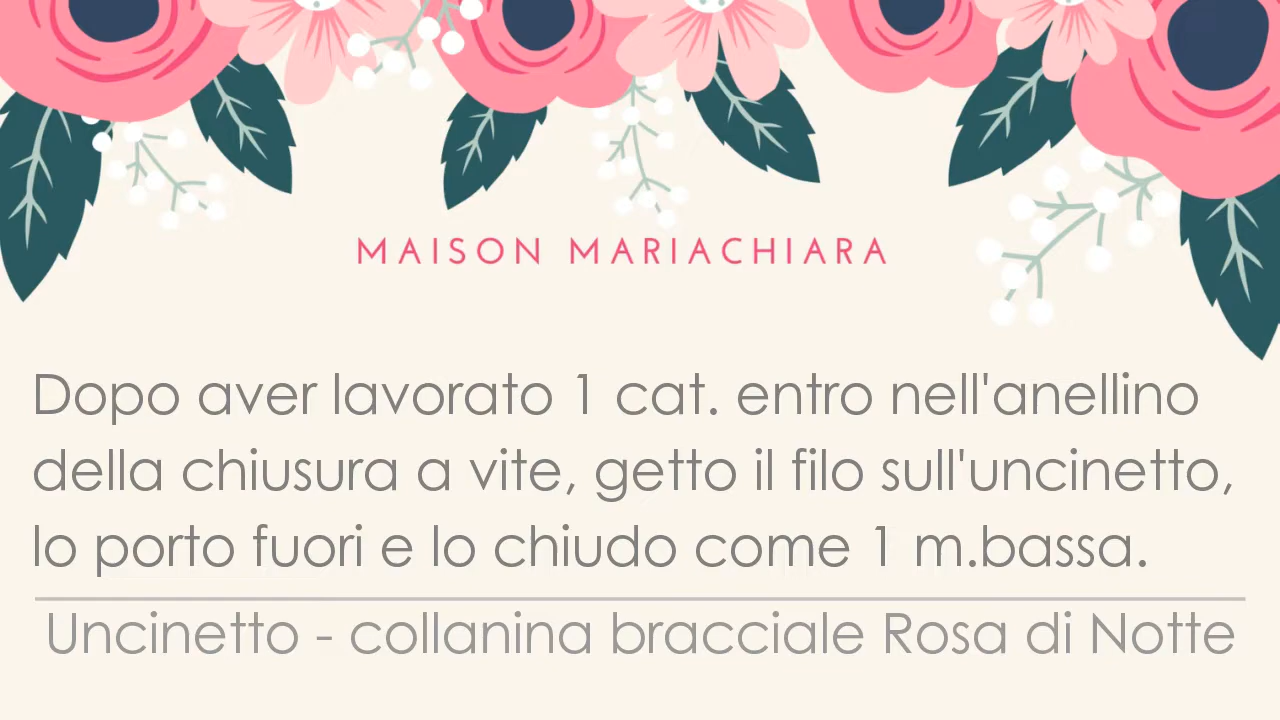 MAISON MARIACHIARA
Dopo aver lavorato 1 cat. entro nell'anellino
della chiusura a vite, getto il filo sull'uncinetto,
lo porto fuori e lo chiudo come 1 m.bassa.
Uncinetto - collanina bracciale Rosa di Notte